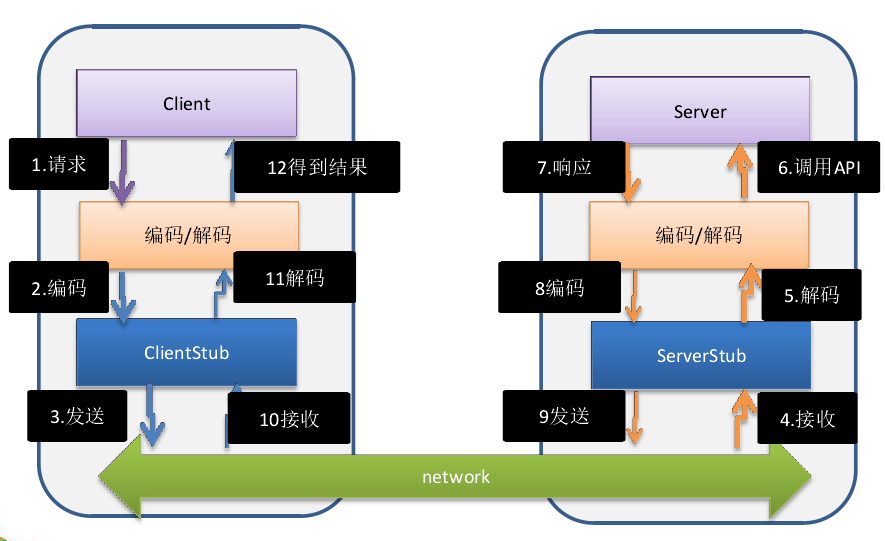 Client
Server
1.请求
12得到结果
7.响应
6.调用API
编码/解码
编码/解码
2.编码
11解码
8编码
5.解码
ClientStub
ServerStub
3.发送
10接收
9发送
4.接收
network